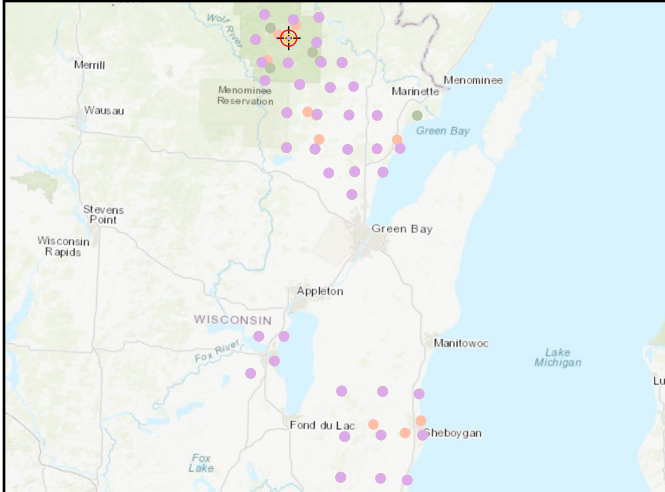 Wolf
River
Merrill
Menominee
Marinette
Menominee
Reservation
Wausau
Green Bay
Stevens
Point
Green Bay
Wisconsin
Rapids
Appleton
WISCONSIN
Manitowoc
Fox River
Lake
Michigan
Lu
Fond du Lac
Sheboygan
Fox
Lake